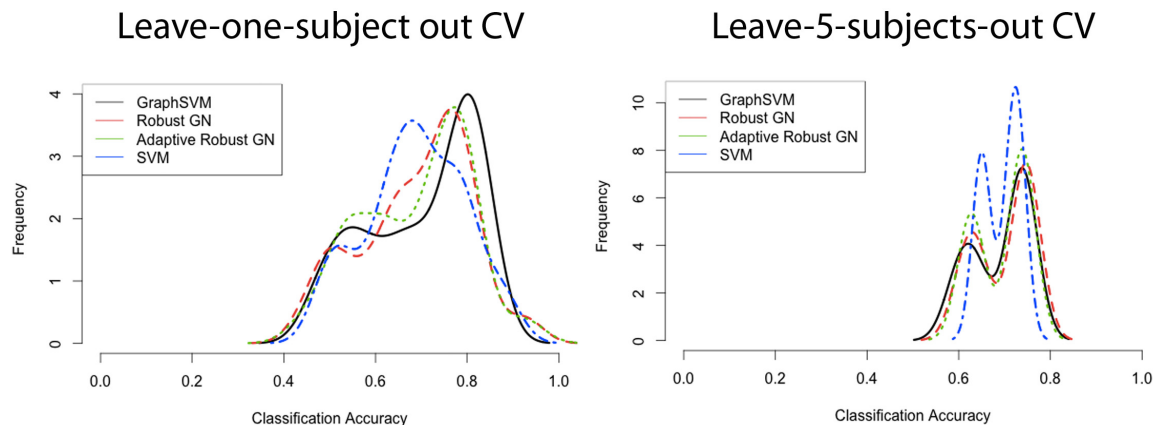 Leave-one-subject out CV
GraphSVM
Robust GN
Adaptive Robust GN
SVM
Frequency
4
3
2
1
0
0.0 0.2 0.4 0.6 0.8 1.0
Classification Accuracy
Leave-5-subjects-out CV
GraphSVM
Robust GN
Adaptive Robust GN
SVM
Frequency
10
8
6
4
2
0
0.0 0.2 0.4 0.6 0.8 1.0
Classification Accuracy